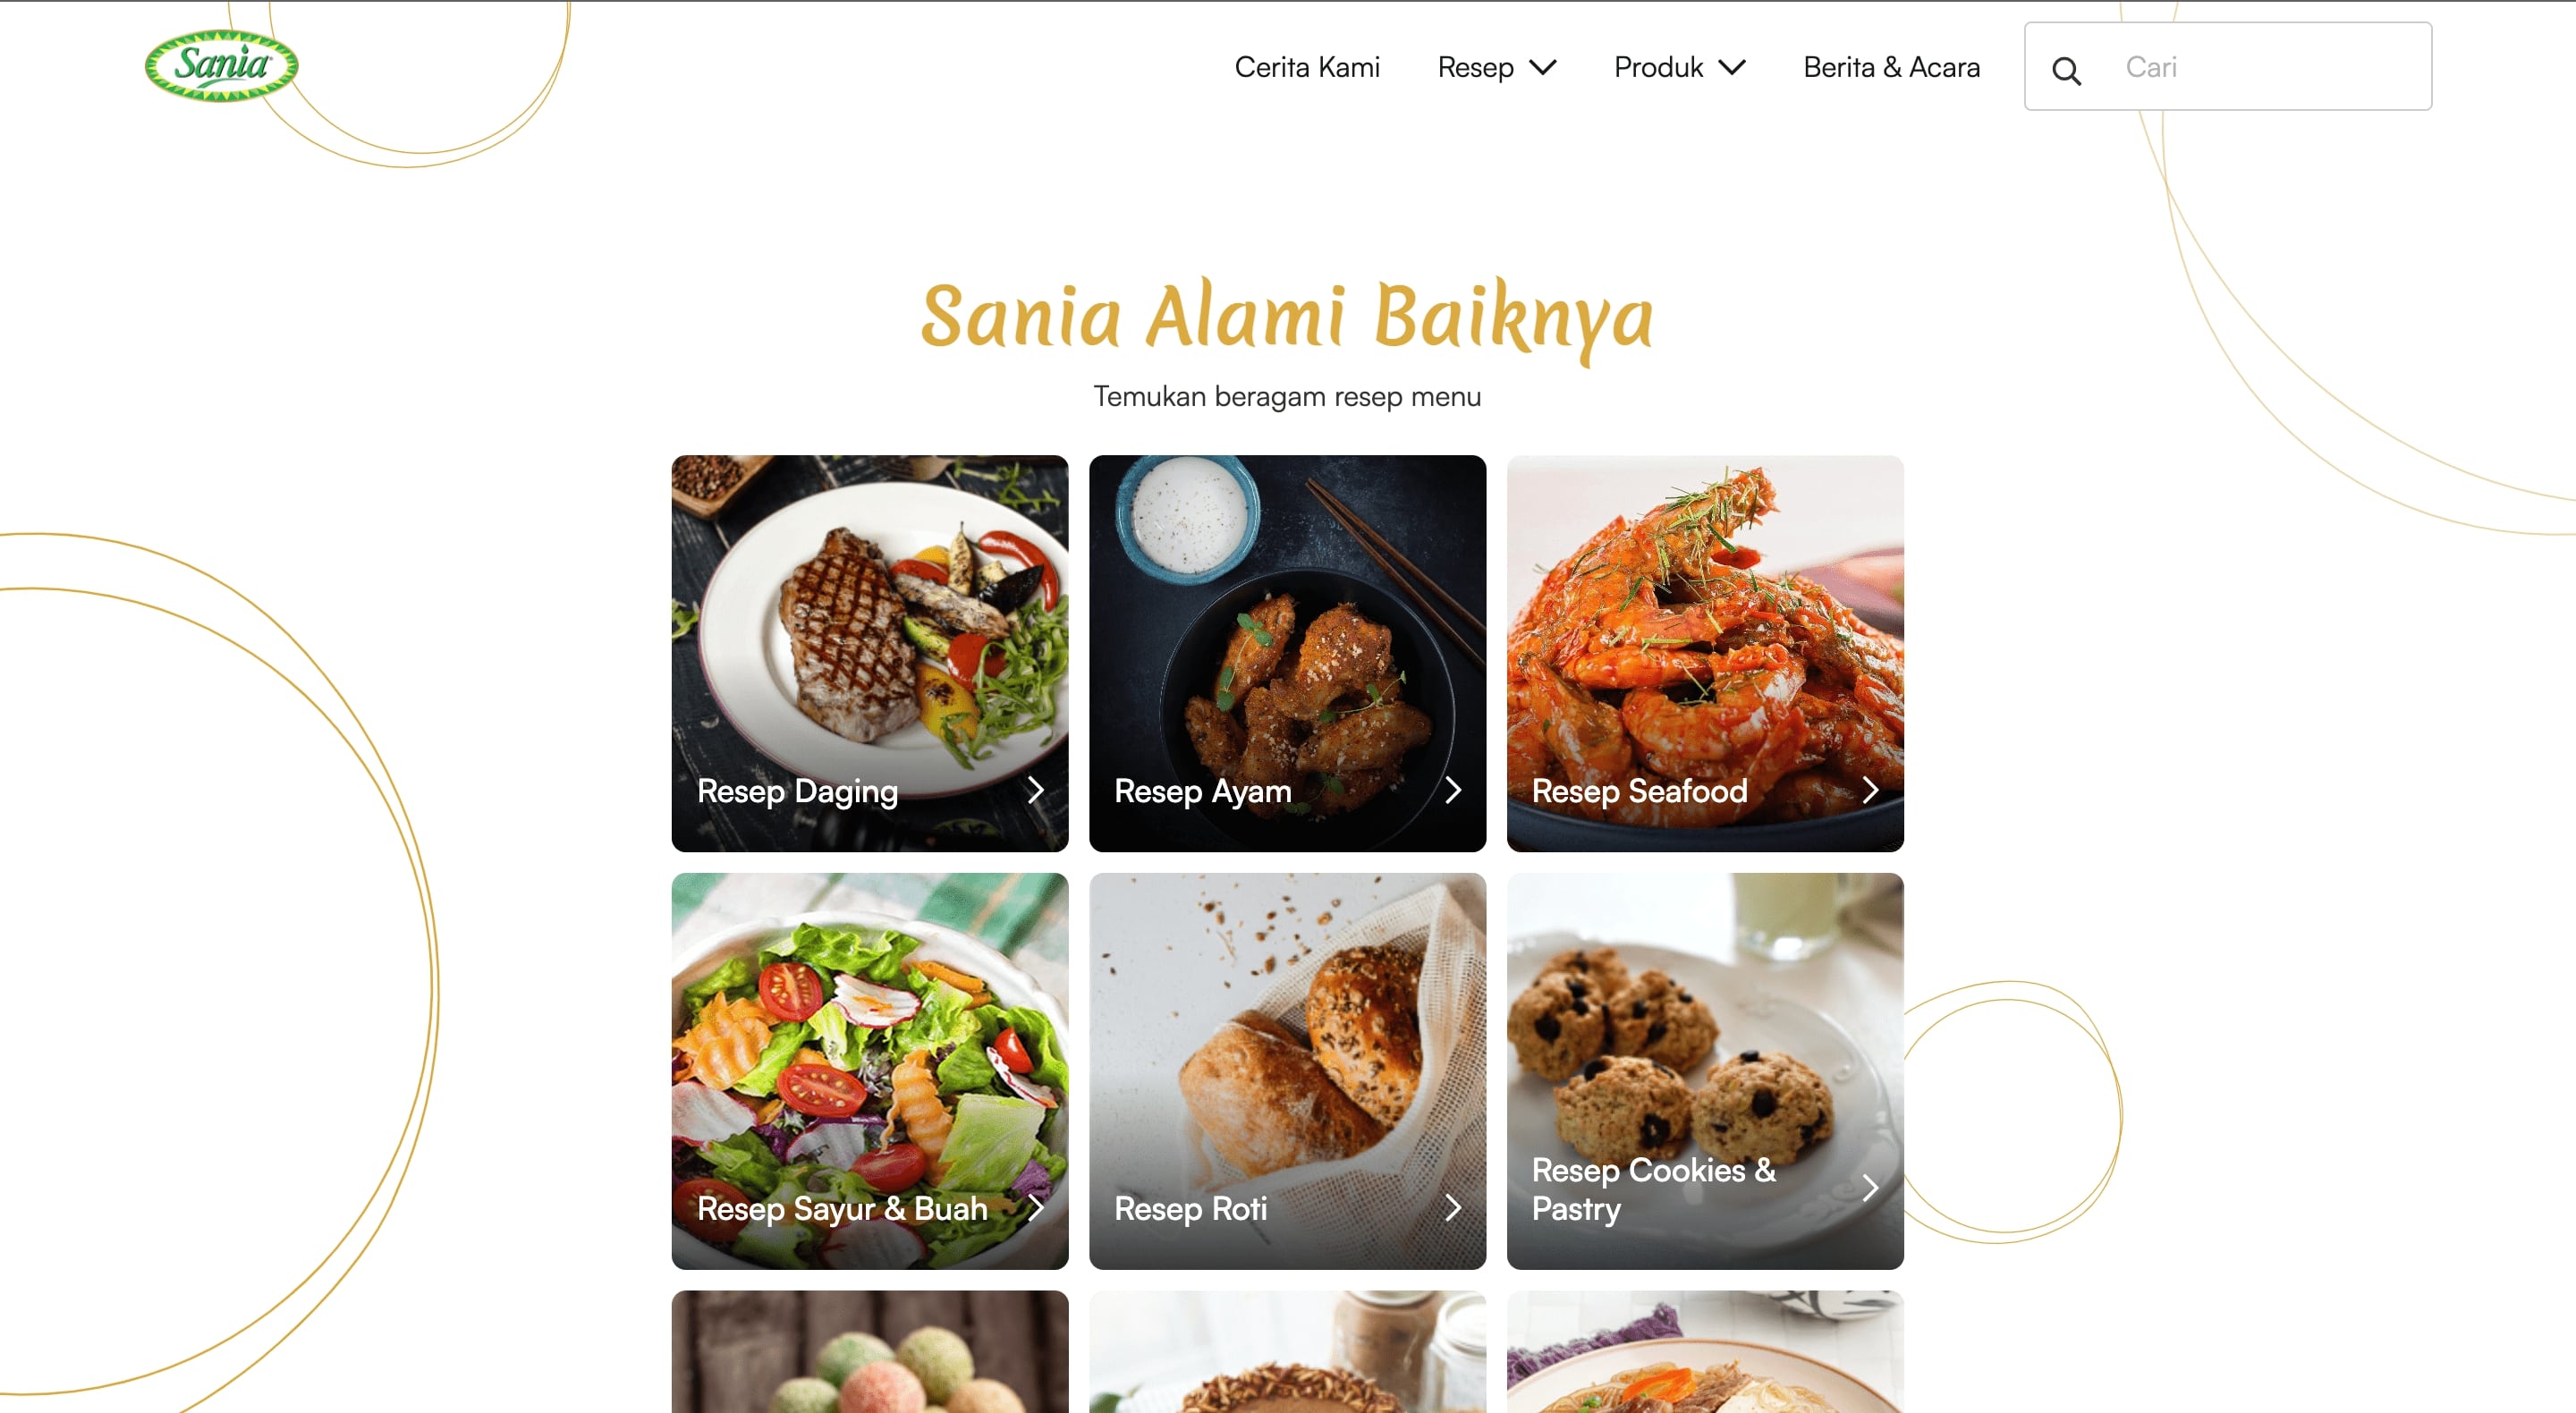 Sania
Cerita Kami
Resep
Produk
Berita & Acara
Cari
Sania Alami Baiknya
Temukan beragam resep menu
Resep Daging
Resep Ayam
Resep Seafood
Resep Sayur & Buah
Resep Roti
Resep Cookies &
Pastry